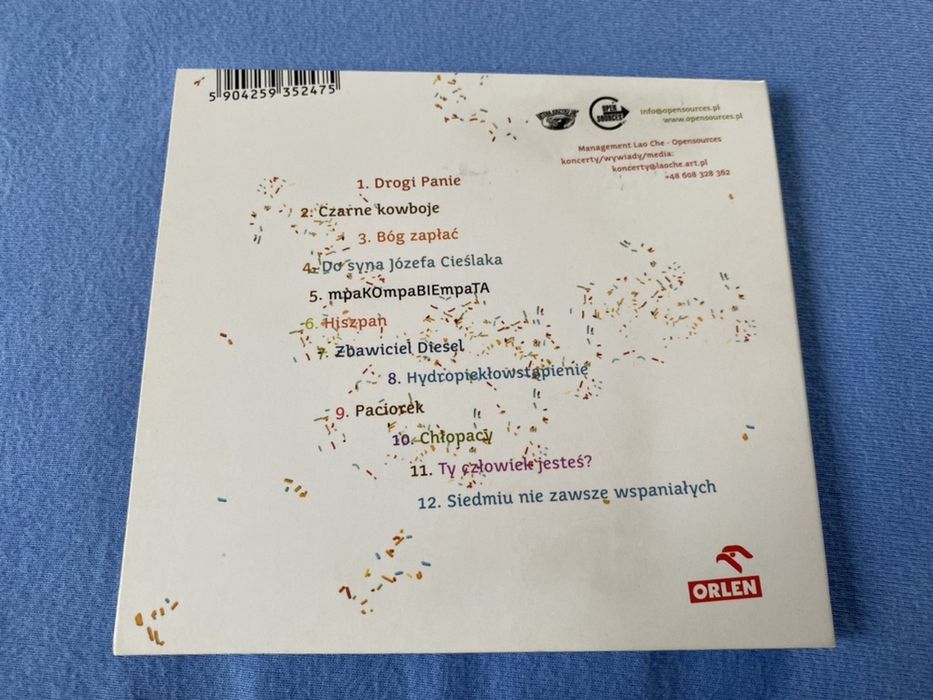 5 904259 352475
OPEN SOURCES
info@opensources.pl
www.opensources.pl
Management Lao Che - Opensources
koncerty/wywiady/media:
koncerty@laoche.art.pl
+48 608 328 362
1. Drogi Panie
2. Czarne kowboje
3. Bóg zapłać
4. Do syna Józefa Cieślaka
5. mpaKOmpaBIEmpaTA
6. Hiszpan
7. Zbawiciel Diesel
8. Hydropiekłowstąpienie
9. Paciorek
10. Chłopacy
11. Ty człowiek jesteś?
12. Siedmiu nie zawsze wspaniałych
ORLEN